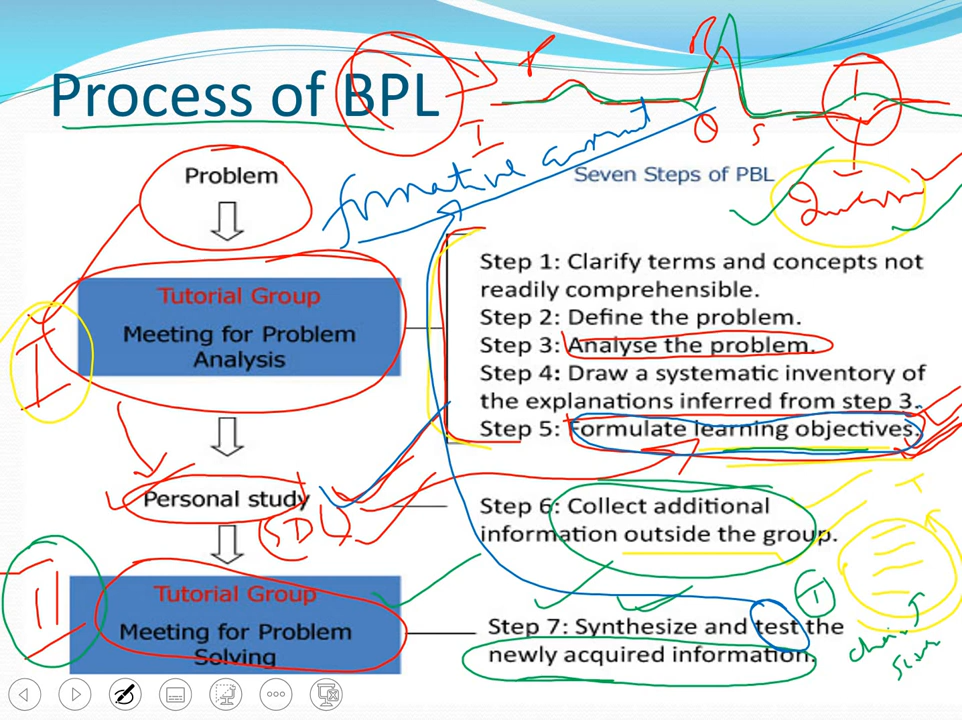 Process of BPL
P
R
Q
S
T
I
Problem
formative
Seven Steps of PBL
Tutorial Group
Meeting for Problem
Analysis
I
Step 1: Clarify terms and concepts not
readily comprehensible.
Step 2: Define the problem.
Step 3: Analyse the problem.
Step 4: Draw a systematic inventory of
the explanations inferred from step 3.
Step 5: Formulate learning objectives.
Personal study
SDL
Step 6: Collect additional
information outside the group.
T
II
Tutorial Group
Meeting for Problem
Solving
T
Step 7: Synthesize and test the
newly acquired information.